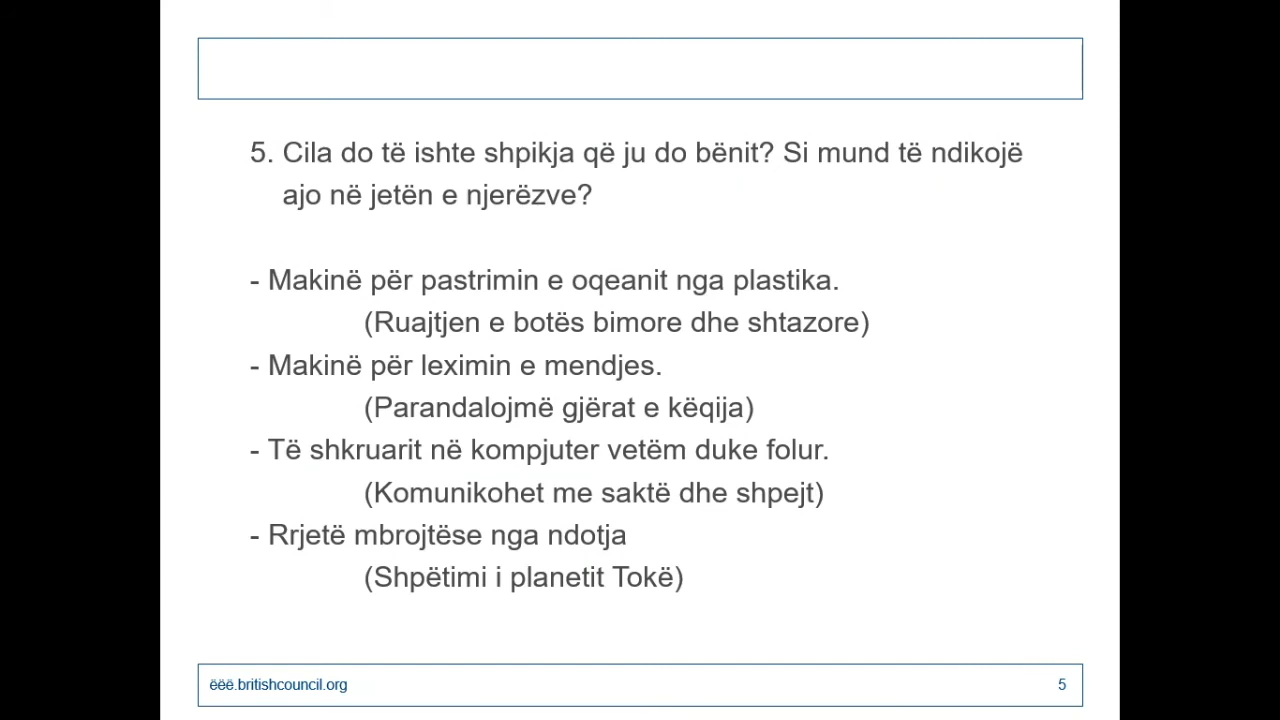 5. Cila do të ishte shpikja që ju do bënit? Si mund të ndikojë
ajo në jetën e njerëzve?
- Makinë për pastrimin e oqeanit nga plastika.
(Ruajtjen e botës bimore dhe shtazore)
- Makinë për leximin e mendjes.
(Parandalojmë gjërat e këqija)
- Të shkruarit në kompjuter vetëm duke folur.
(Komunikohet me saktë dhe shpejt)
- Rrjetë mbrojtëse nga ndotja
(Shpëtimi i planetit Tokë)
ëëë.britishcouncil.org 5